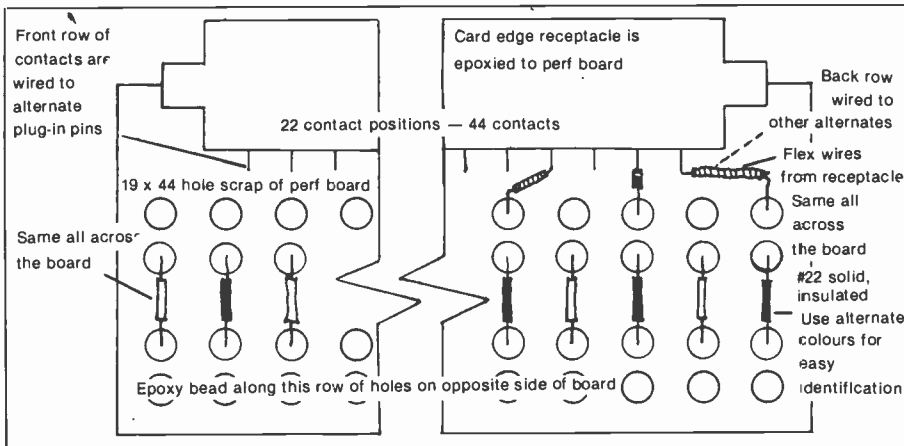 Front row of
contacts are
wired to
alternate
plug-in pins
Card edge receptacle is
epoxied to perf board
22 contact positions — 44 contacts
Back row
wired to
other alternates
Flex wires
from receptacle
19 x 44 hole scrap of perf board
Same all across
the board
Same all
across
the board
#22 solid,
insulated
Use alternate
colours for
easy
identification
Epoxy bead along this row of holes on opposite side of board